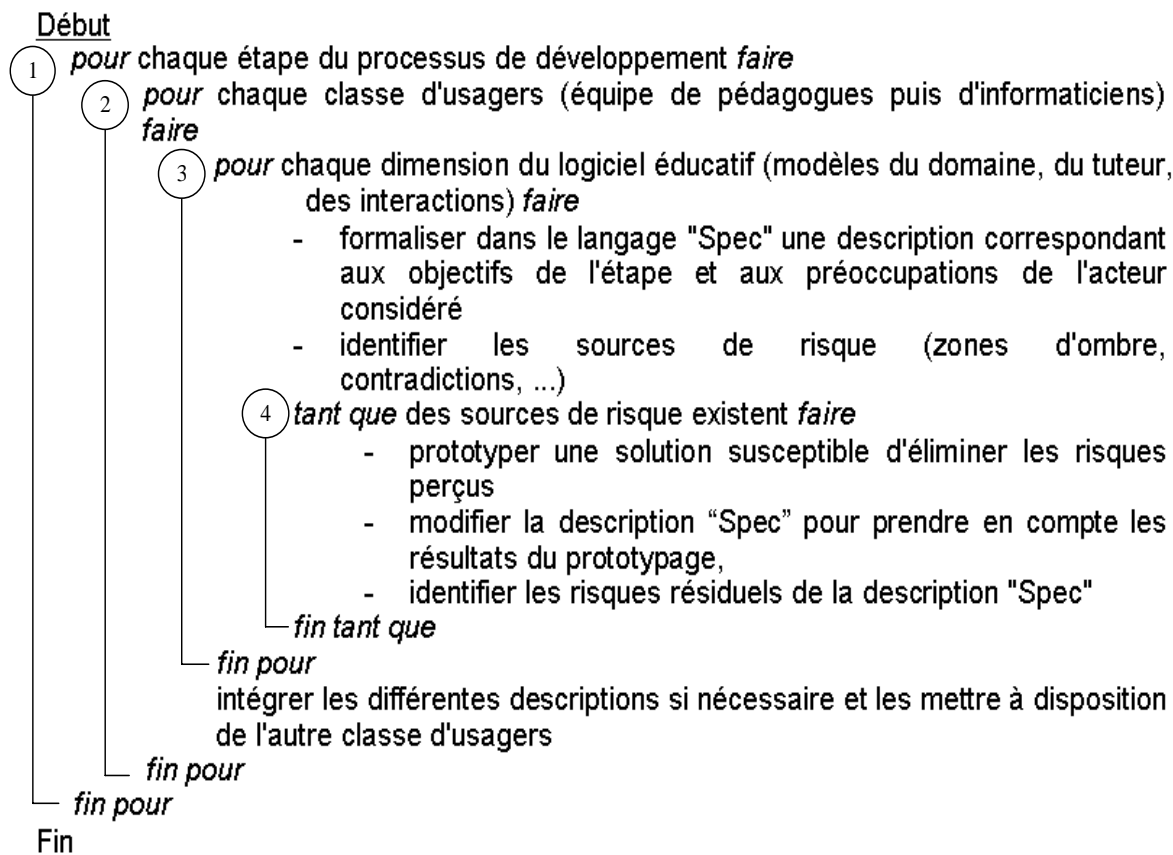 Début
1 pour chaque étape du processus de développement faire
2 pour chaque classe d'usagers (équipe de pédagogues puis d'informaticiens)
faire
3 pour chaque dimension du logiciel éducatif (modèles du domaine, du tuteur,
des interactions) faire
- formaliser dans le langage "Spec" une description correspondant
aux objectifs de l'étape et aux préoccupations de l'acteur
considéré
- identifier les sources de risque (zones d'ombre,
contradictions, ...)
4 tant que des sources de risque existent faire
- prototyper une solution susceptible d'éliminer les risques
perçus
- modifier la description “Spec” pour prendre en compte les
résultats du prototypage,
- identifier les risques résiduels de la description "Spec"
fin tant que
fin pour
intégrer les différentes descriptions si nécessaire et les mettre à disposition
de l'autre classe d'usagers
fin pour
fin pour
Fin